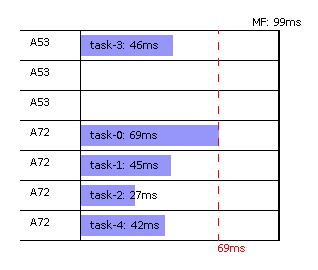 MF: 99ms
A53 task-3: 46ms
A53
A53
A72 task-0: 69ms
A72 task-1: 45ms
A72 task-2: 27ms
A72 task-4: 42ms
69ms